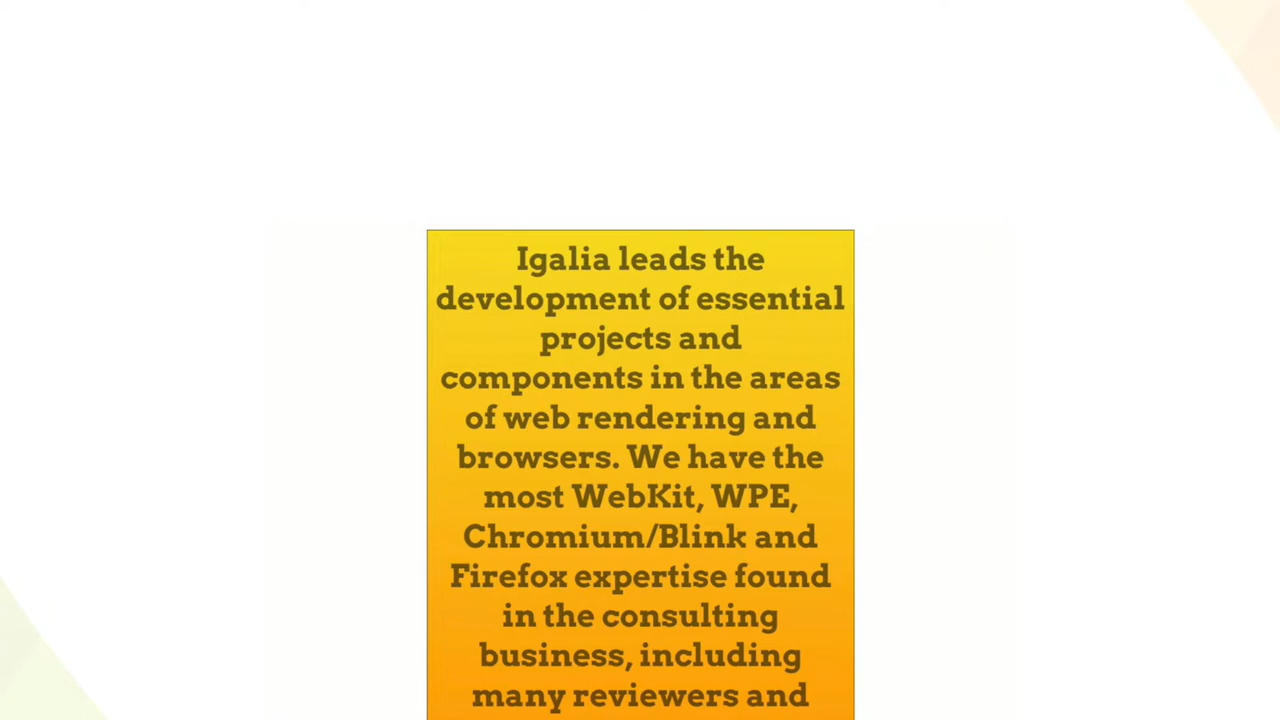 Igalia leads the
development of essential
projects and
components in the areas
of web rendering and
browsers. We have the
most WebKit, WPE,
Chromium/Blink and
Firefox expertise found
in the consulting
business, including
many reviewers and